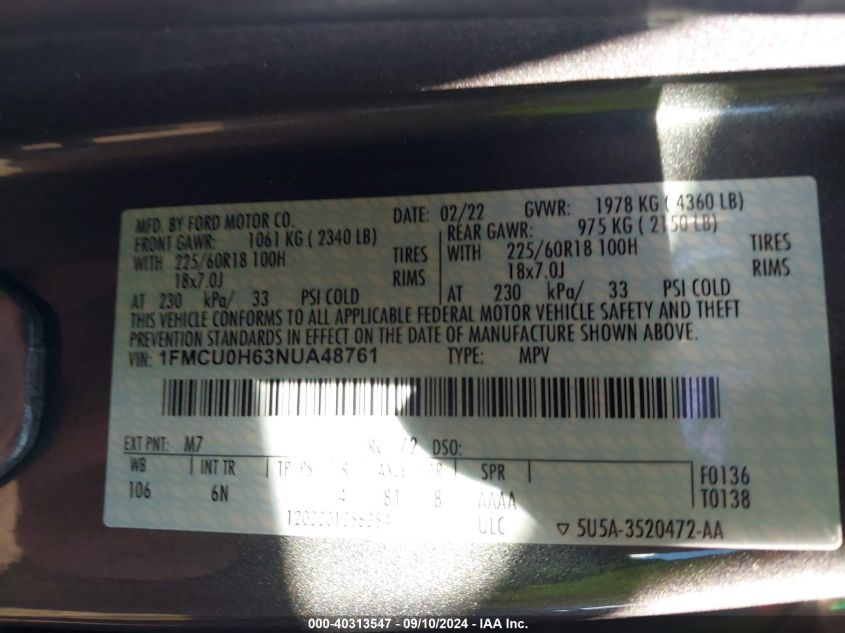 MFD. BY FORD MOTOR CO. DATE: 02/22 GVWR: 1978 KG ( 4360 LB)
FRONT GAWR: 1061 KG ( 2340 LB) REAR GAWR: 975 KG ( 2150 LB)
WITH 225/60R18 100H TIRES WITH 225/60R18 100H TIRES
18x7.0J RIMS 18x7.0J RIMS
AT 230 kPa/ 33 PSI COLD AT 230 kPa/ 33 PSI COLD
THIS VEHICLE CONFORMS TO ALL APPLICABLE FEDERAL MOTOR VEHICLE SAFETY AND THEFT
PREVENTION STANDARDS IN EFFECT ON THE DATE OF MANUFACTURE SHOWN ABOVE.
VIN: 1FMCU0H63NUA48761 TYPE: MPV
EXT PNT: M7 DSO:
WB INT TR SPR F0136
106 6N 4 81 8 AAAA T0138
ULC ▽ 5U5A-3520472-AA
000-40313547 - 09/10/2024 - IAA Inc.